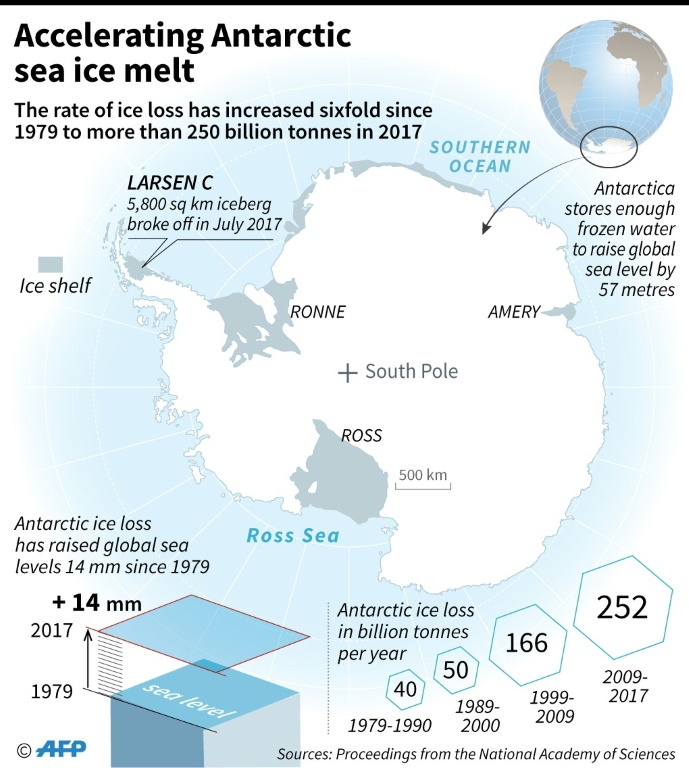 Accelerating Antarctic
sea ice melt
The rate of ice loss has increased sixfold since
1979 to more than 250 billion tonnes in 2017
SOUTHERN
OCEAN
LARSEN C
5,800 sq km iceberg
broke off in July 2017
Antarctica
stores enough
frozen water
to raise global
sea level by
57 metres
Ice shelf
RONNE
AMERY
South Pole
ROSS
500 km
Ross Sea
Antarctic ice loss
has raised global sea
levels 14 mm since 1979
+ 14 mm
2017
1979
sea level
Antarctic ice loss
in billion tonnes
per year
40
50
166
252
1979-1990
1989-
2000
1999-
2009
2009-
2017
© AFP
Sources: Proceedings from the National Academy of Sciences